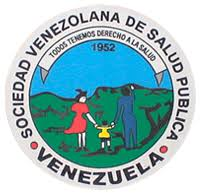 SOCIEDAD VENEZOLANA DE SALUD PUBLICA
TODOS TENEMOS DERECHO A LA SALUD
1952
VENEZUELA